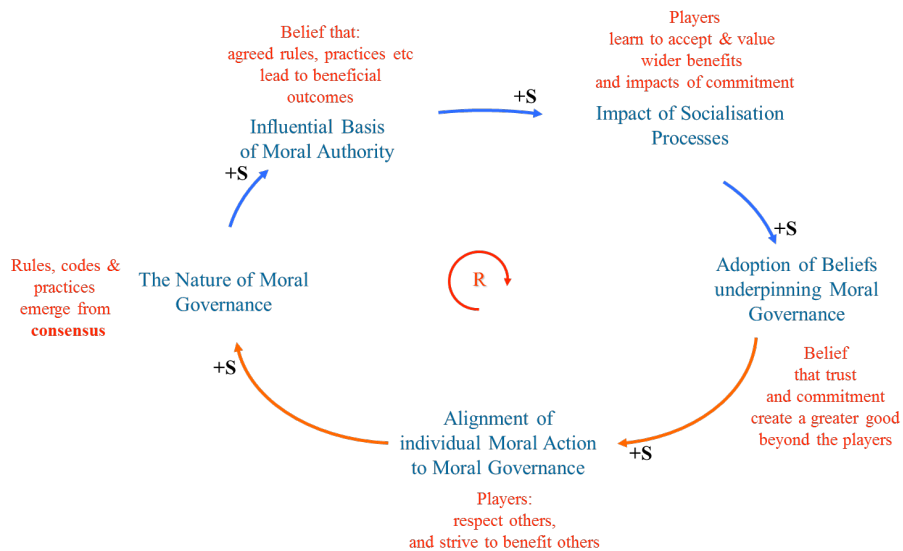 Belief that:
agreed rules, practices etc
lead to beneficial
outcomes
Influential Basis
of Moral Authority
+S
Players
learn to accept & value
wider benefits
and impacts of commitment
Impact of Socialisation
Processes
+S
Adoption of Beliefs
underpinning Moral
Governance
Belief
that trust
and commitment
create a greater good
beyond the players
+S
Alignment of
individual Moral Action
to Moral Governance
Players:
respect others,
and strive to benefit others
+S
The Nature of Moral
Governance
Rules, codes &
practices
emerge from
consensus
+S
R